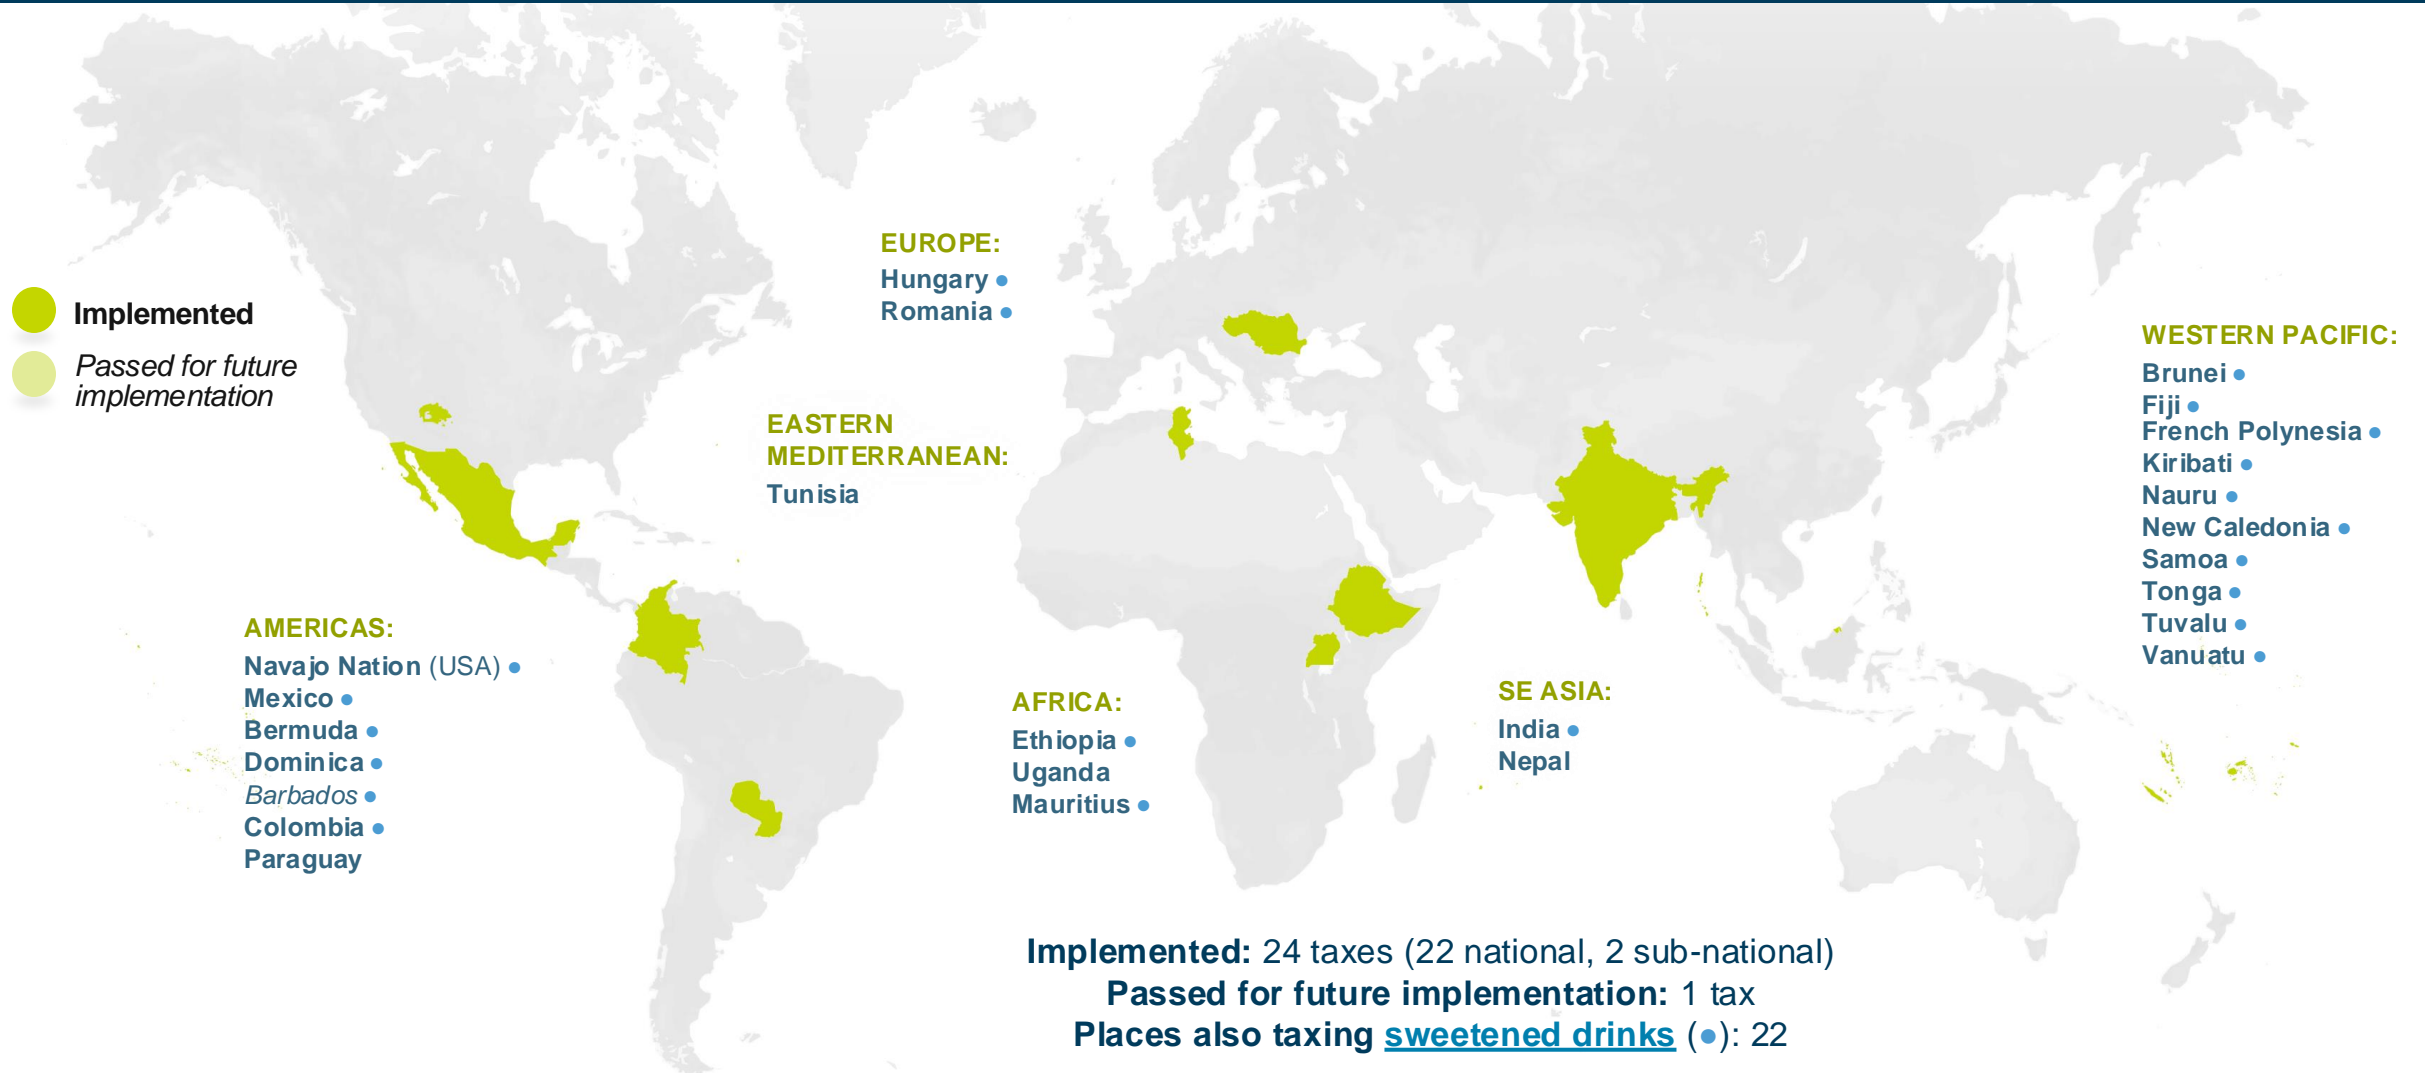 Implemented
Passed for future
implementation
EUROPE:
Hungary ●
Romania ●
EASTERN
MEDITERRANEAN:
Tunisia
AMERICAS:
Navajo Nation (USA) ●
Mexico ●
Bermuda ●
Dominica ●
Barbados ●
Colombia ●
Paraguay
AFRICA:
Ethiopia ●
Uganda
Mauritius ●
SE ASIA:
India ●
Nepal
WESTERN PACIFIC:
Brunei ●
Fiji ●
French Polynesia ●
Kiribati ●
Nauru ●
New Caledonia ●
Samoa ●
Tonga ●
Tuvalu ●
Vanuatu ●
Implemented: 24 taxes (22 national, 2 sub-national)
Passed for future implementation: 1 tax
Places also taxing sweetened drinks (●): 22